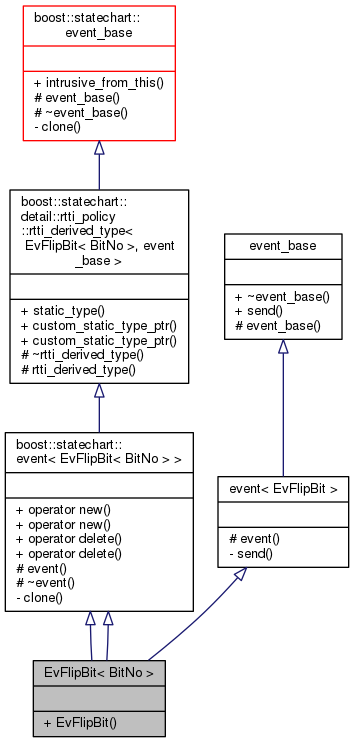 boost::statechart::
event_base
+ intrusive_from_this()
# event_base()
# ~event_base()
- clone()
boost::statechart::
detail::rtti_policy
::rtti_derived_type<
EvFlipBit< BitNo >, event
_base >
+ static_type()
+ custom_static_type_ptr()
+ custom_static_type_ptr()
# ~rtti_derived_type()
# rtti_derived_type()
event_base
+ ~event_base()
+ send()
# event_base()
boost::statechart::
event< EvFlipBit< BitNo > >
+ operator new()
+ operator new()
+ operator delete()
+ operator delete()
# event()
# ~event()
- clone()
event< EvFlipBit >
# event()
- send()
EvFlipBit< BitNo >
+ EvFlipBit()